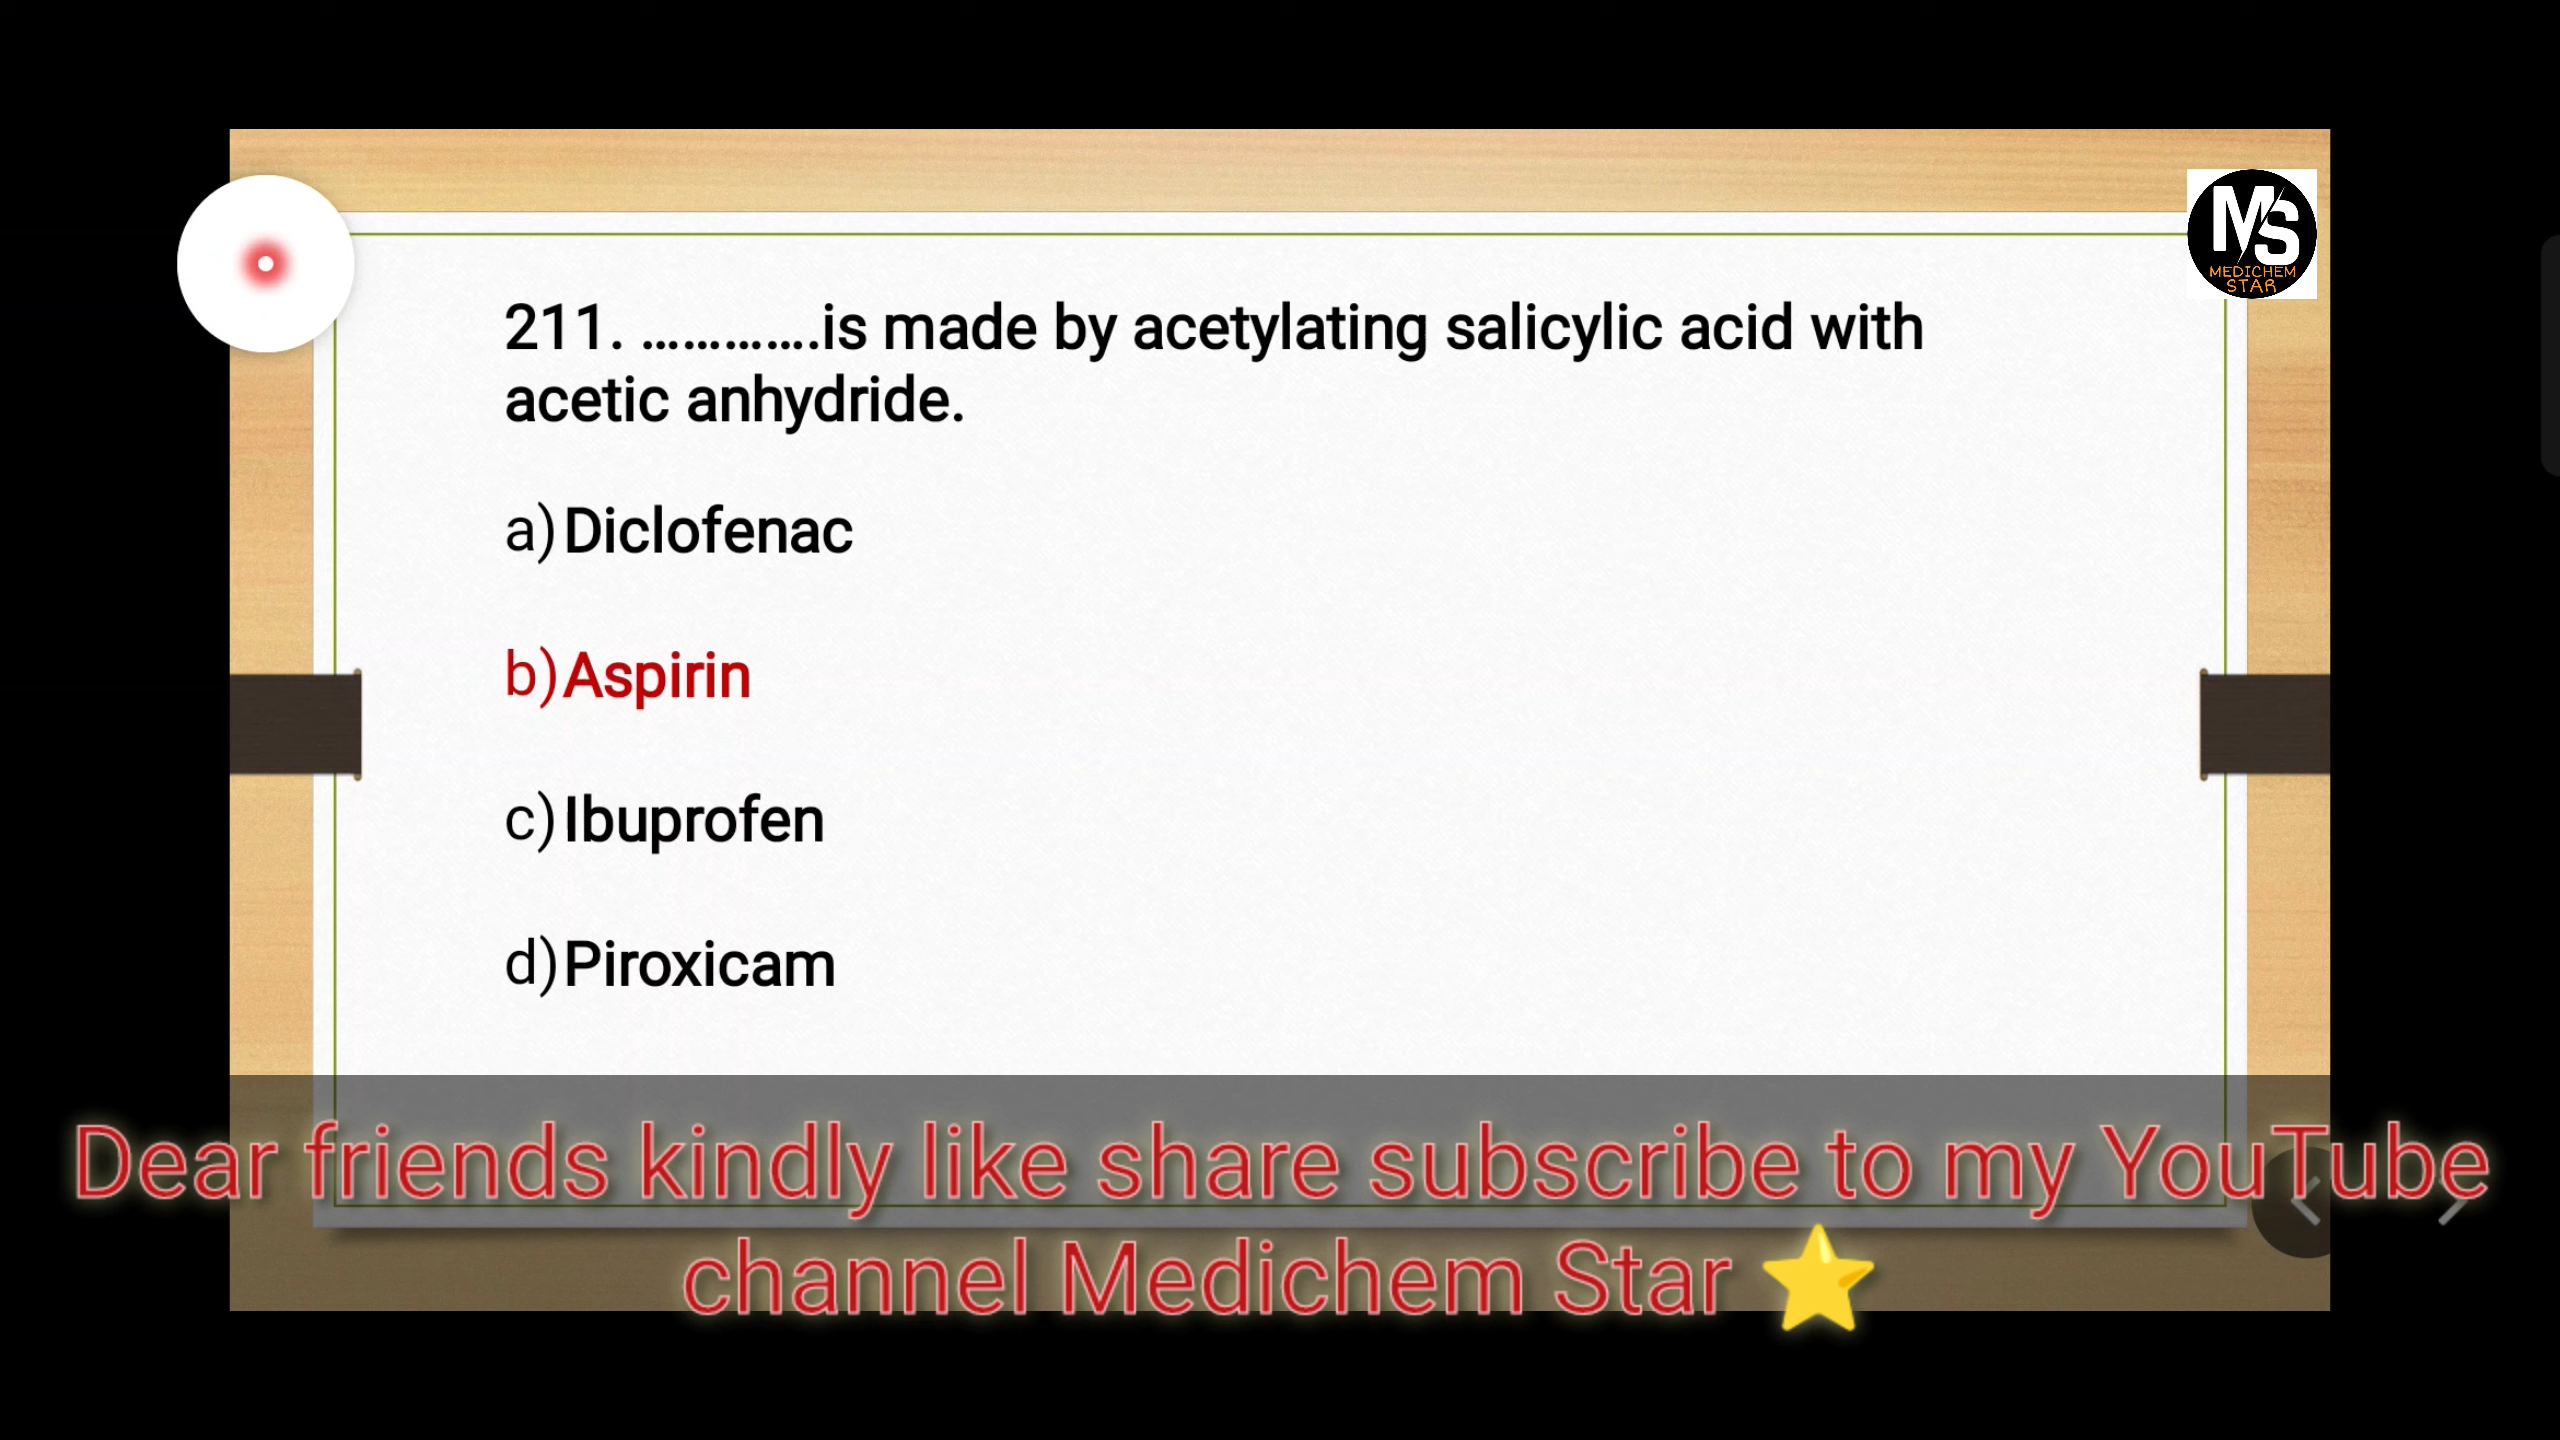 MS
MEDICHEM
STAR
211. ………….is made by acetylating salicylic acid with
acetic anhydride.
a) Diclofenac
b) Aspirin
c) Ibuprofen
d) Piroxicam
Dear friends kindly like share subscribe to my YouTube
channel Medichem Star ⭐